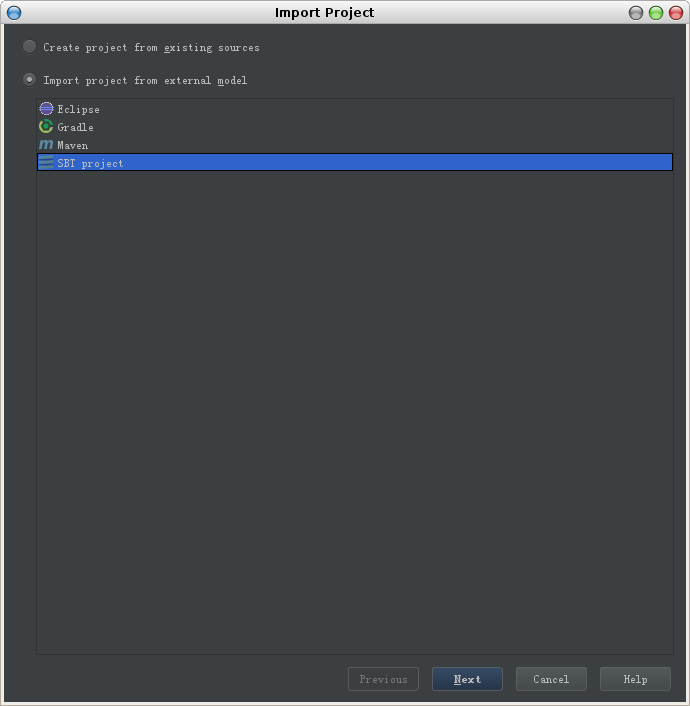 Import Project
Create project from existing sources
Import project from external model
Eclipse
Gradle
m Maven
SBT project
Previous Next Cancel Help